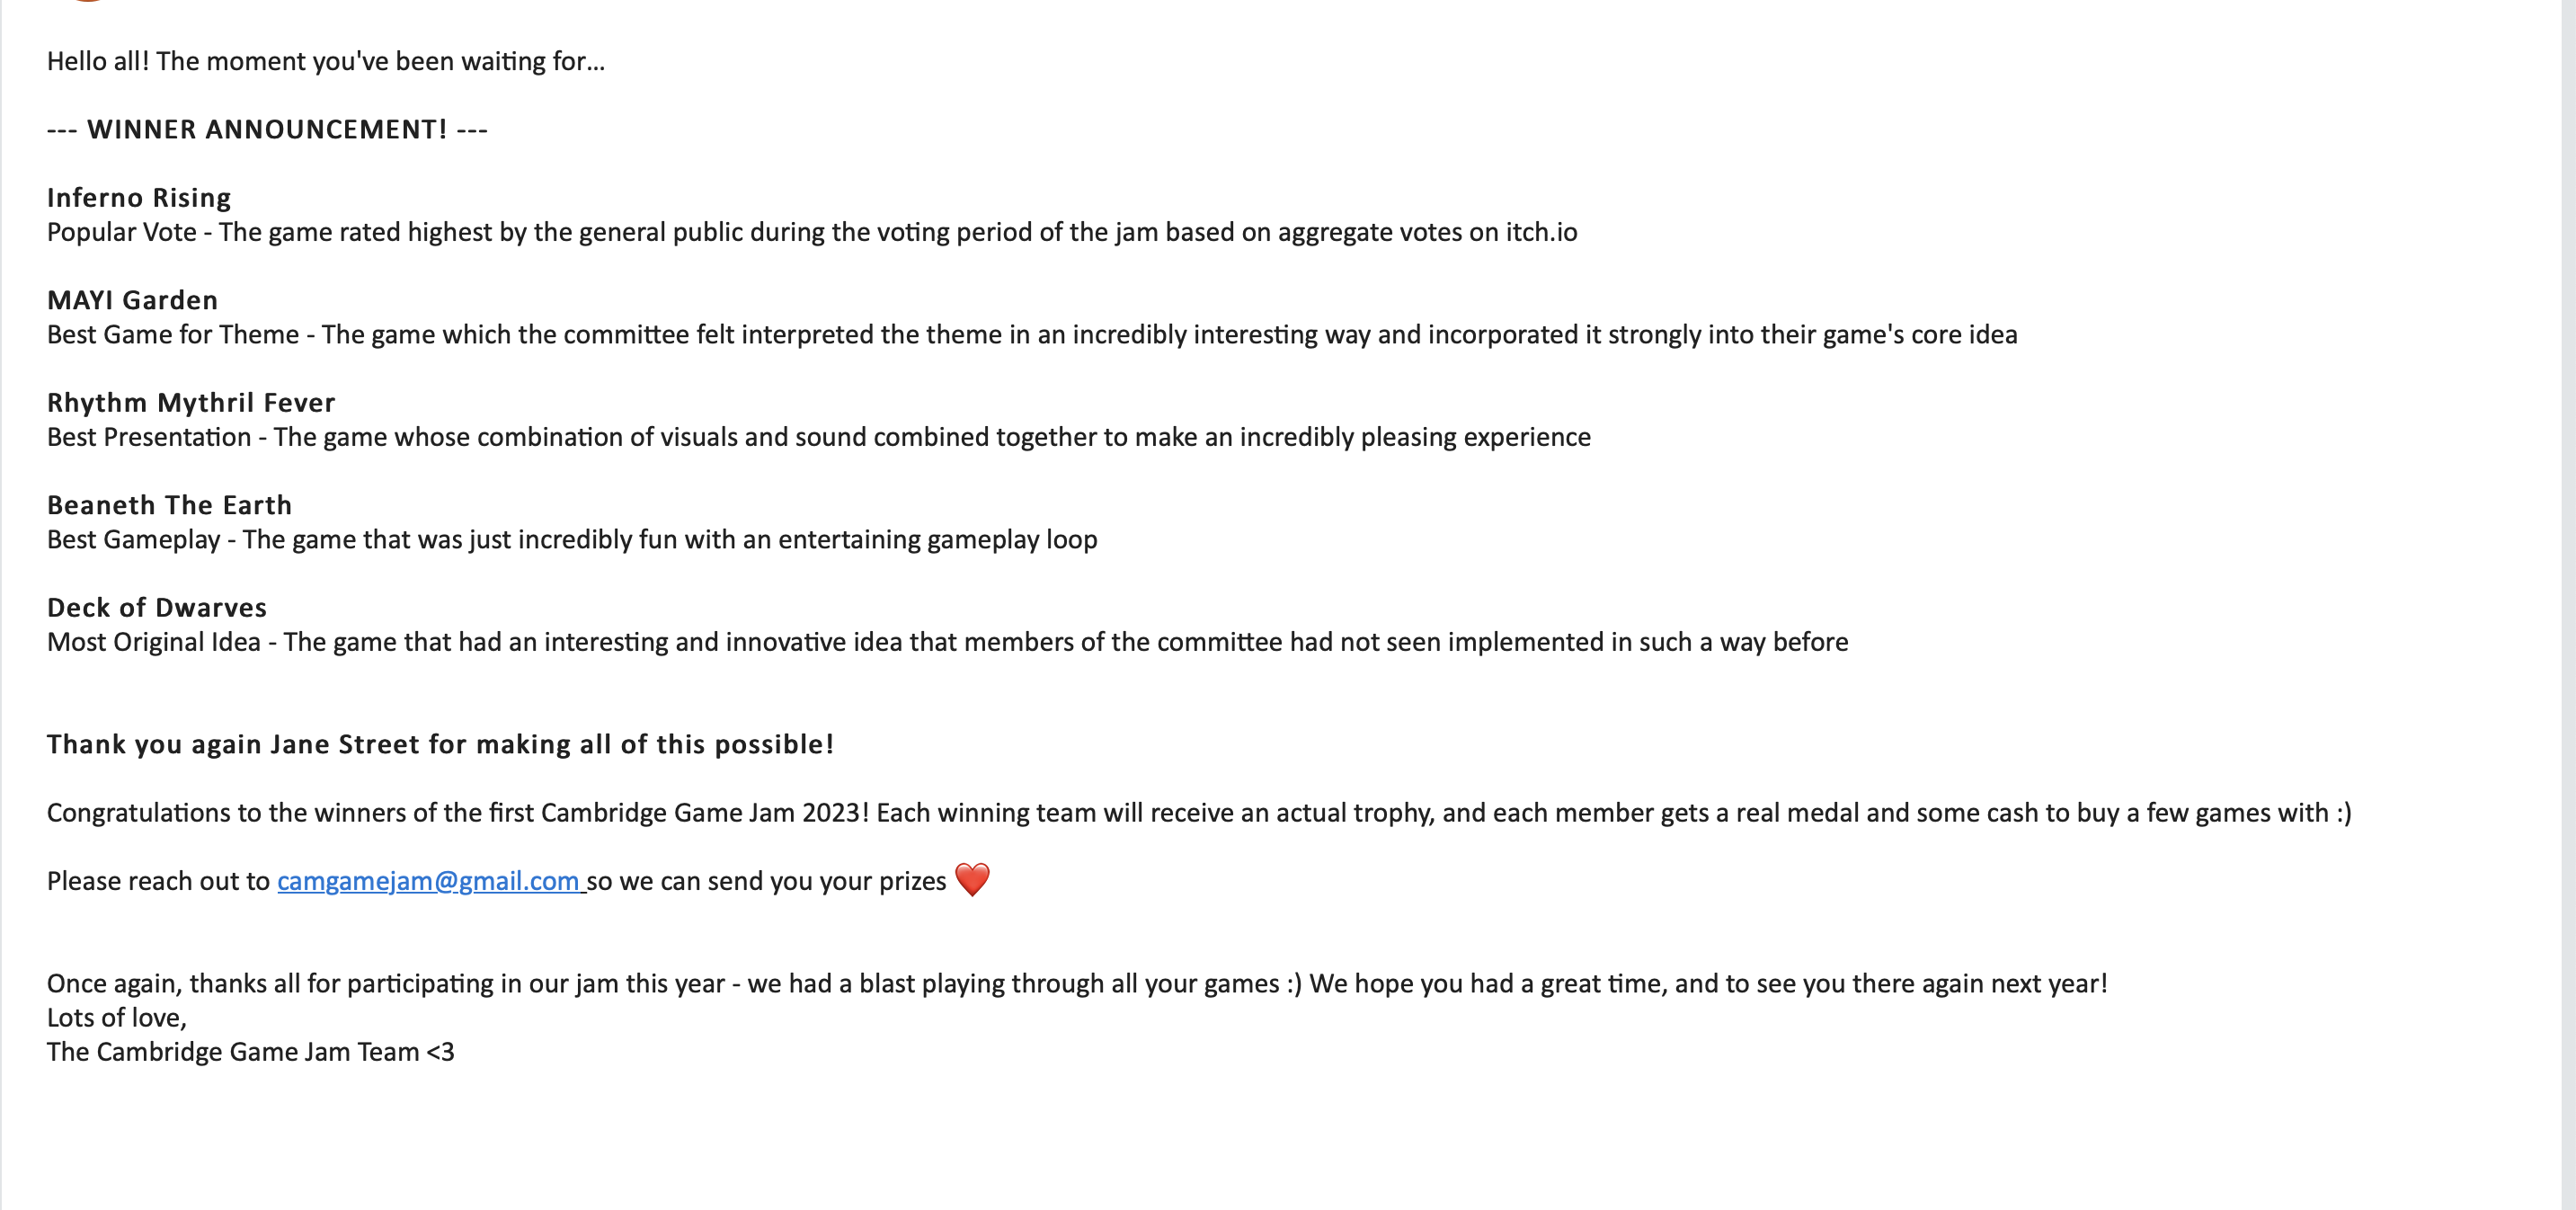 Hello all! The moment you've been waiting for...
--- WINNER ANNOUNCEMENT! ---
Inferno Rising
Popular Vote - The game rated highest by the general public during the voting period of the jam based on aggregate votes on itch.io
MAYI Garden
Best Game for Theme - The game which the committee felt interpreted the theme in an incredibly interesting way and incorporated it strongly into their game's core idea
Rhythm Mythril Fever
Best Presentation - The game whose combination of visuals and sound combined together to make an incredibly pleasing experience
Beaneth The Earth
Best Gameplay - The game that was just incredibly fun with an entertaining gameplay loop
Deck of Dwarves
Most Original Idea - The game that had an interesting and innovative idea that members of the committee had not seen implemented in such a way before
Thank you again Jane Street for making all of this possible!
Congratulations to the winners of the first Cambridge Game Jam 2023! Each winning team will receive an actual trophy, and each member gets a real medal and some cash to buy a few games with :)
Please reach out to camgamejam@gmail.com so we can send you your prizes ❤️
Once again, thanks all for participating in our jam this year - we had a blast playing through all your games :) We hope you had a great time, and to see you there again next year!
Lots of love,
The Cambridge Game Jam Team <3